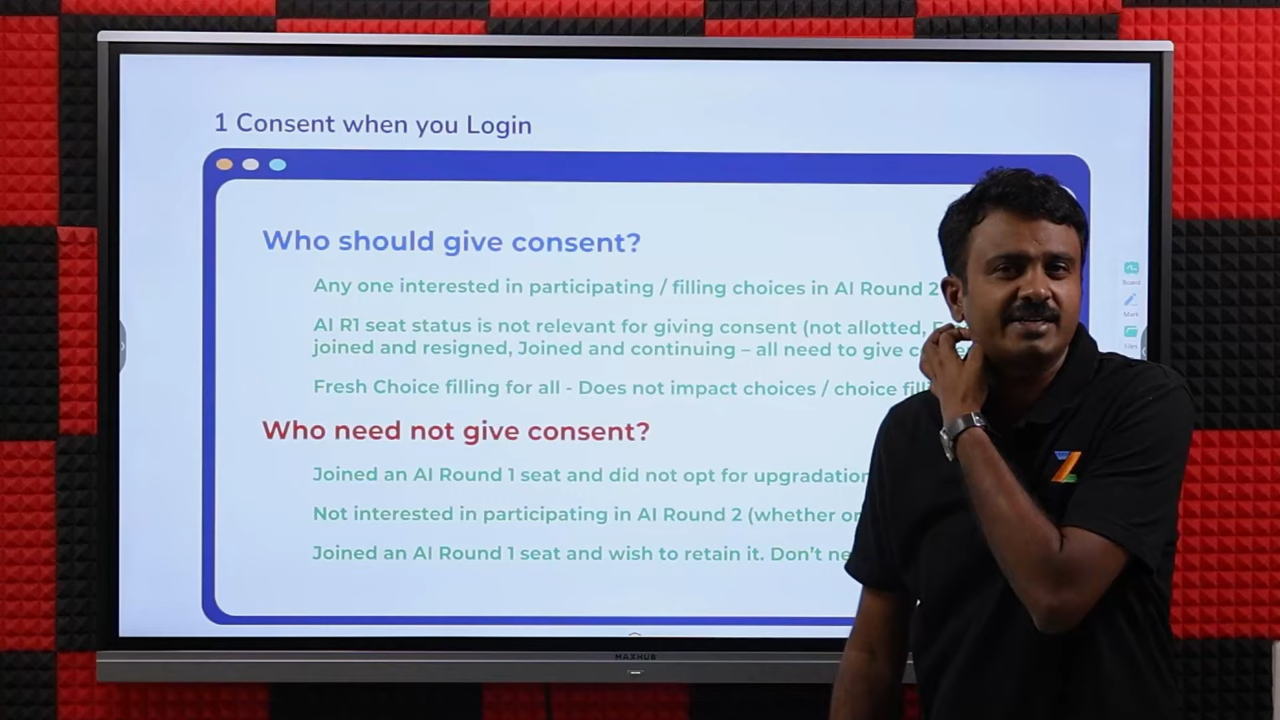 1 Consent when you Login
Who should give consent?
Any one interested in participating / filling choices in AI Round 2
AI R1 seat status is not relevant for giving consent (not allotted,
joined and resigned, Joined and continuing – all need to give
Fresh Choice filling for all - Does not impact choices / choice
Who need not give consent?
Joined an AI Round 1 seat and did not opt for upgradation
Not interested in participating in AI Round 2 (whether
Joined an AI Round 1 seat and wish to retain it. Don't
Board
Mark
Files
MAXHUB